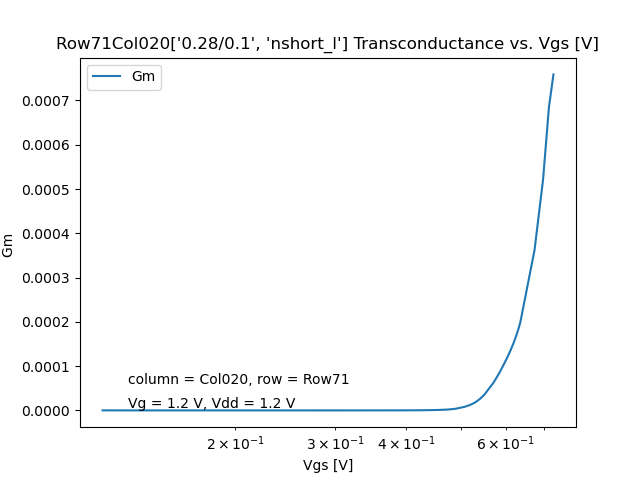 Row71Col020['0.28/0.1', 'nshort_l'] Transconductance vs. Vgs [V]
Gm
0.0007
0.0006
0.0005
0.0004
0.0003
0.0002
0.0001
0.0000
Gm
column = Col020, row = Row71
Vg = 1.2 V, Vdd = 1.2 V
2 × 10⁻¹ 3 × 10⁻¹ 4 × 10⁻¹ 6 × 10⁻¹
Vgs [V]